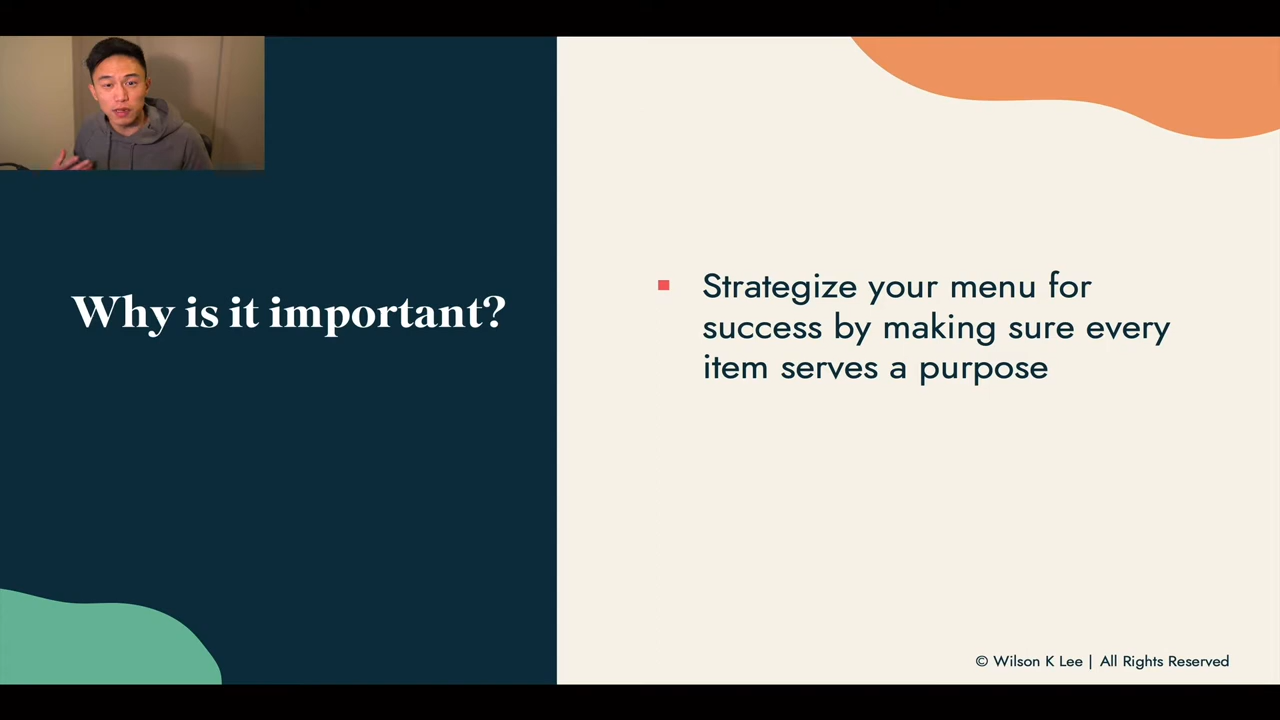 Why is it important?
Strategize your menu for
success by making sure every
item serves a purpose
© Wilson K Lee | All Rights Reserved